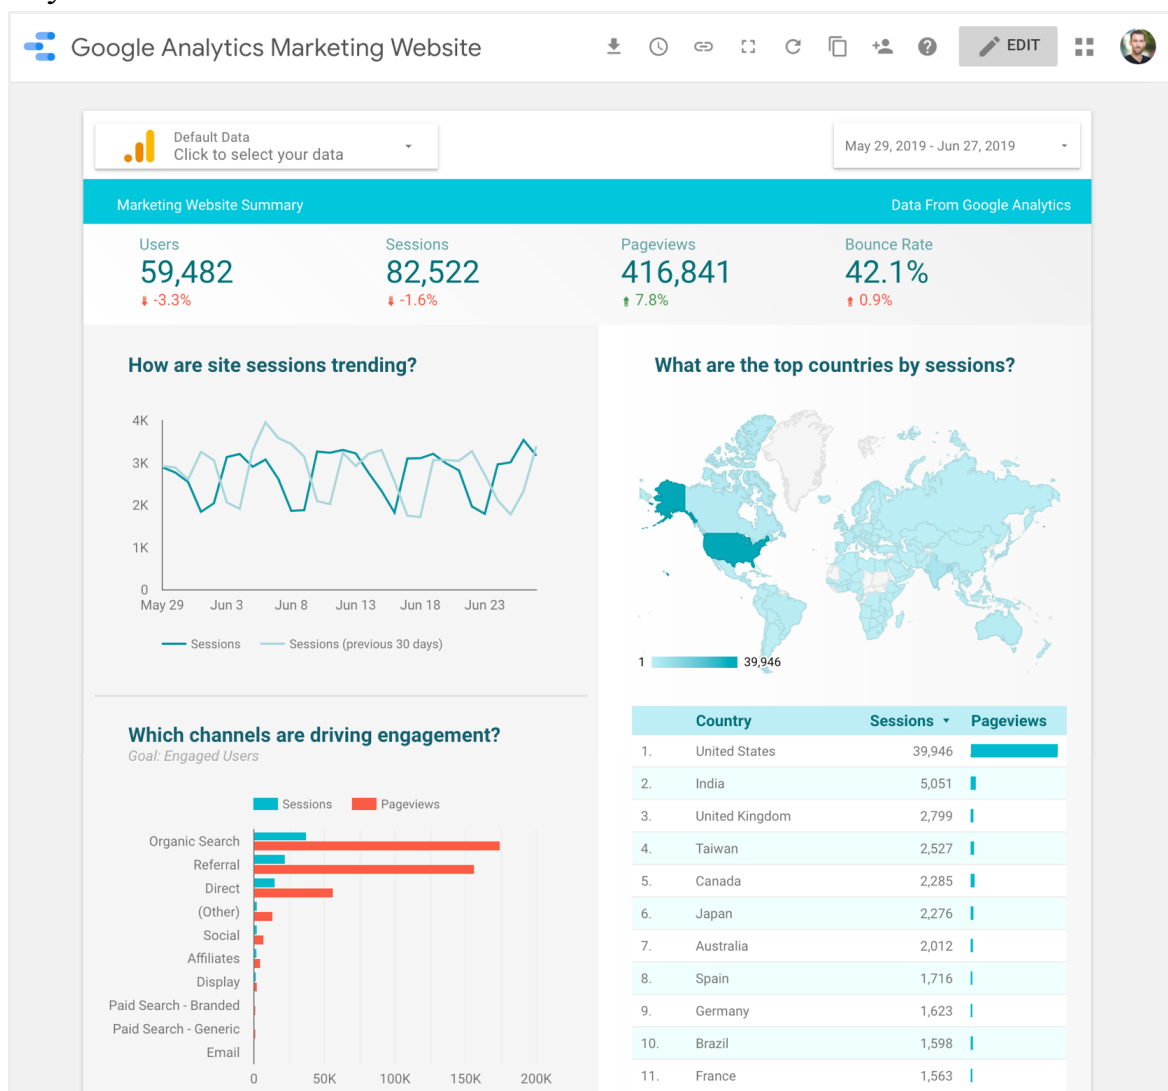 Google Analytics Marketing Website
EDIT
Default Data
Click to select your data
May 29, 2019 - Jun 27, 2019
Marketing Website Summary
Data From Google Analytics
Users
59,482
-3.3%
Sessions
82,522
-1.6%
Pageviews
416,841
7.8%
Bounce Rate
42.1%
0.9%
How are site sessions trending?
4K
3K
2K
1K
0
May 29 Jun 3 Jun 8 Jun 13 Jun 18 Jun 23
Sessions Sessions (previous 30 days)
Which channels are driving engagement?
Goal: Engaged Users
Sessions Pageviews
Organic Search
Referral
Direct
(Other)
Social
Affiliates
Display
Paid Search - Branded
Paid Search - Generic
Email
0 50K 100K 150K 200K
What are the top countries by sessions?
1 39,946
Country Sessions Pageviews
1. United States 39,946
2. India 5,051
3. United Kingdom 2,799
4. Taiwan 2,527
5. Canada 2,285
6. Japan 2,276
7. Australia 2,012
8. Spain 1,716
9. Germany 1,623
10. Brazil 1,598
11. France 1,563